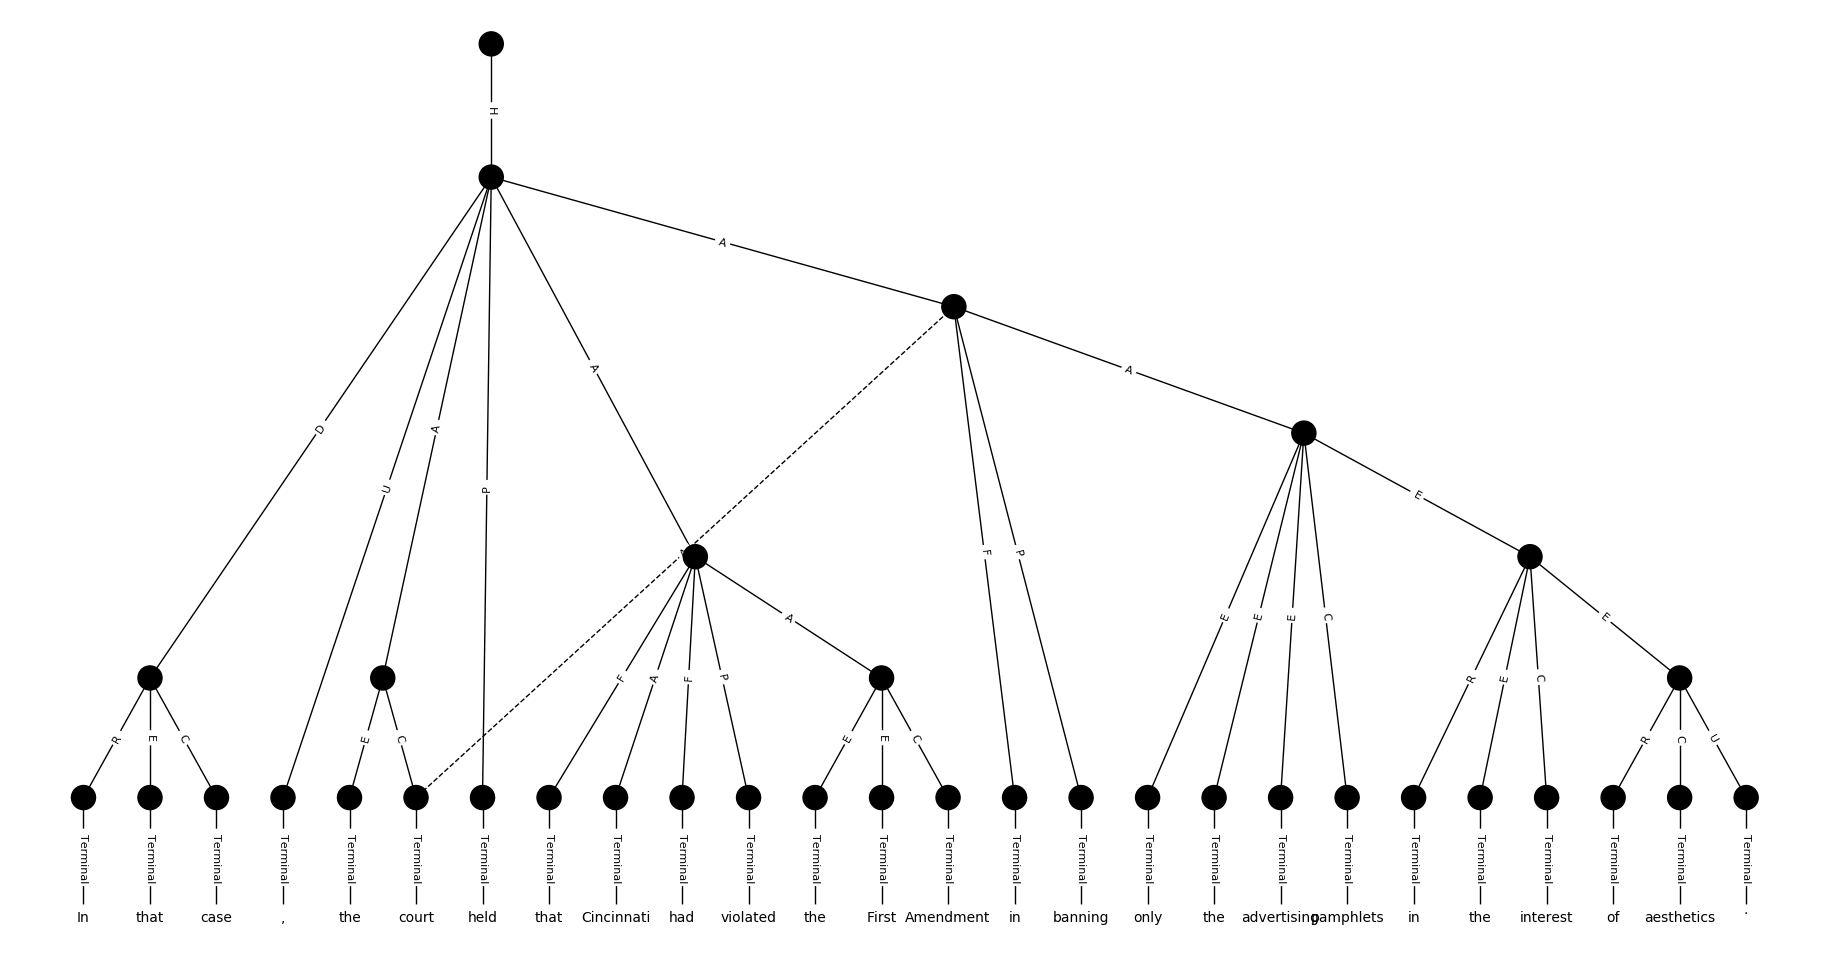 H
A
A
A
D
A
U
P
A
E
F
P
A
E
E
E
C
E
F
A
F
P
R
E
C
R
E
C
E
C
E
E
C
R
C
U
Terminal Terminal Terminal Terminal Terminal Terminal Terminal Terminal Terminal Terminal Terminal Terminal Terminal Terminal Terminal Terminal Terminal Terminal Terminal Terminal Terminal Terminal Terminal Terminal Terminal Terminal
In that case , the court held that Cincinnati had violated the First Amendment in banning only the advertising pamphlets in the interest of aesthetics .